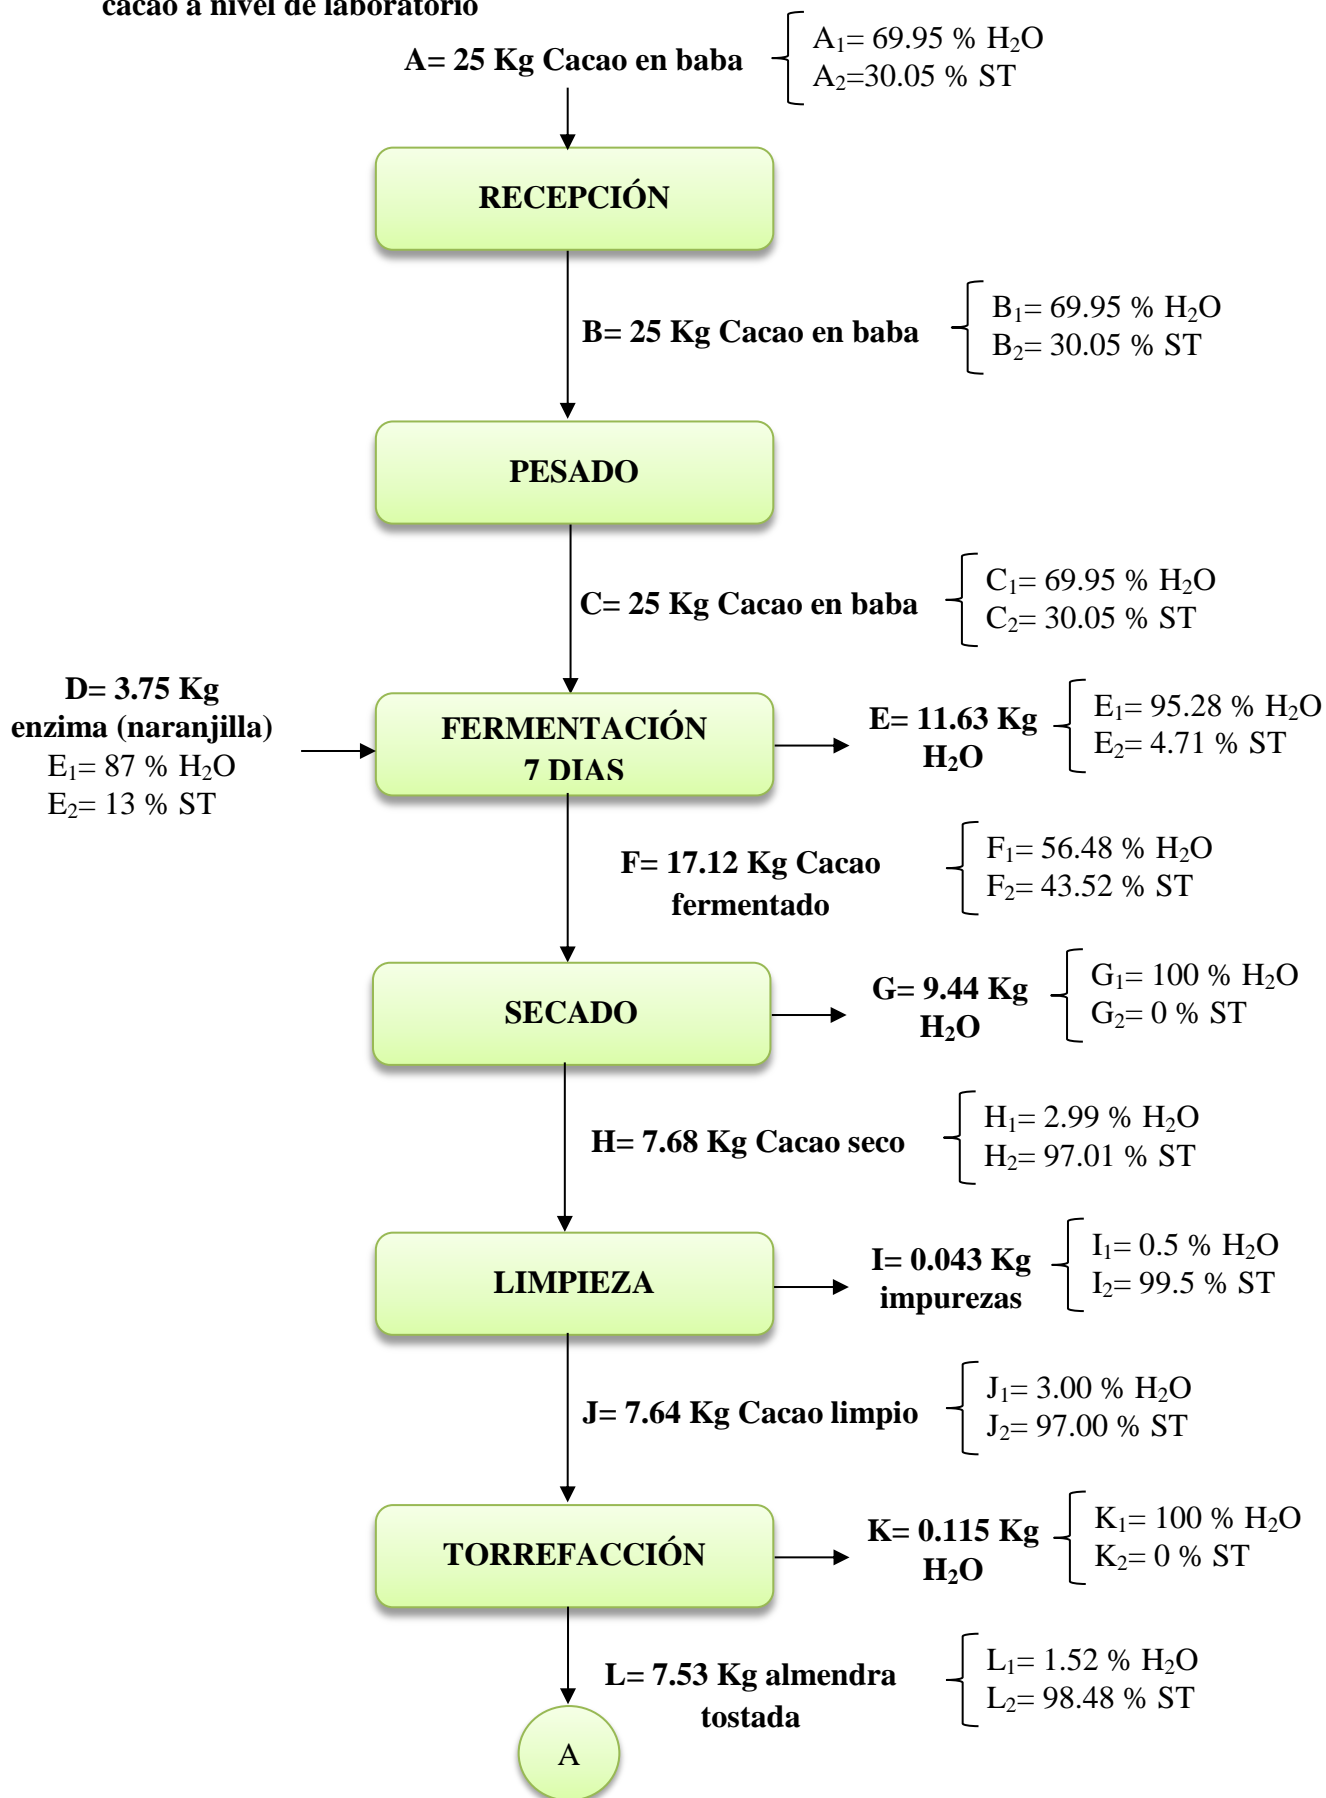 cacao a nivel de laboratorio
A= 25 Kg Cacao en baba
A₁= 69.95 % H₂O
A₂=30.05 % ST
RECEPCIÓN
B= 25 Kg Cacao en baba
B₁= 69.95 % H₂O
B₂= 30.05 % ST
PESADO
C= 25 Kg Cacao en baba
C₁= 69.95 % H₂O
C₂= 30.05 % ST
D= 3.75 Kg
enzima (naranjilla)
E₁= 87 % H₂O
E₂= 13 % ST
FERMENTACIÓN
7 DIAS
E= 11.63 Kg
H₂O
E₁= 95.28 % H₂O
E₂= 4.71 % ST
F= 17.12 Kg Cacao
fermentado
F₁= 56.48 % H₂O
F₂= 43.52 % ST
SECADO
G= 9.44 Kg
H₂O
G₁= 100 % H₂O
G₂= 0 % ST
H= 7.68 Kg Cacao seco
H₁= 2.99 % H₂O
H₂= 97.01 % ST
LIMPIEZA
I= 0.043 Kg
impurezas
I₁= 0.5 % H₂O
I₂= 99.5 % ST
J= 7.64 Kg Cacao limpio
J₁= 3.00 % H₂O
J₂= 97.00 % ST
TORREFACCIÓN
K= 0.115 Kg
H₂O
K₁= 100 % H₂O
K₂= 0 % ST
L= 7.53 Kg almendra
tostada
L₁= 1.52 % H₂O
L₂= 98.48 % ST
A